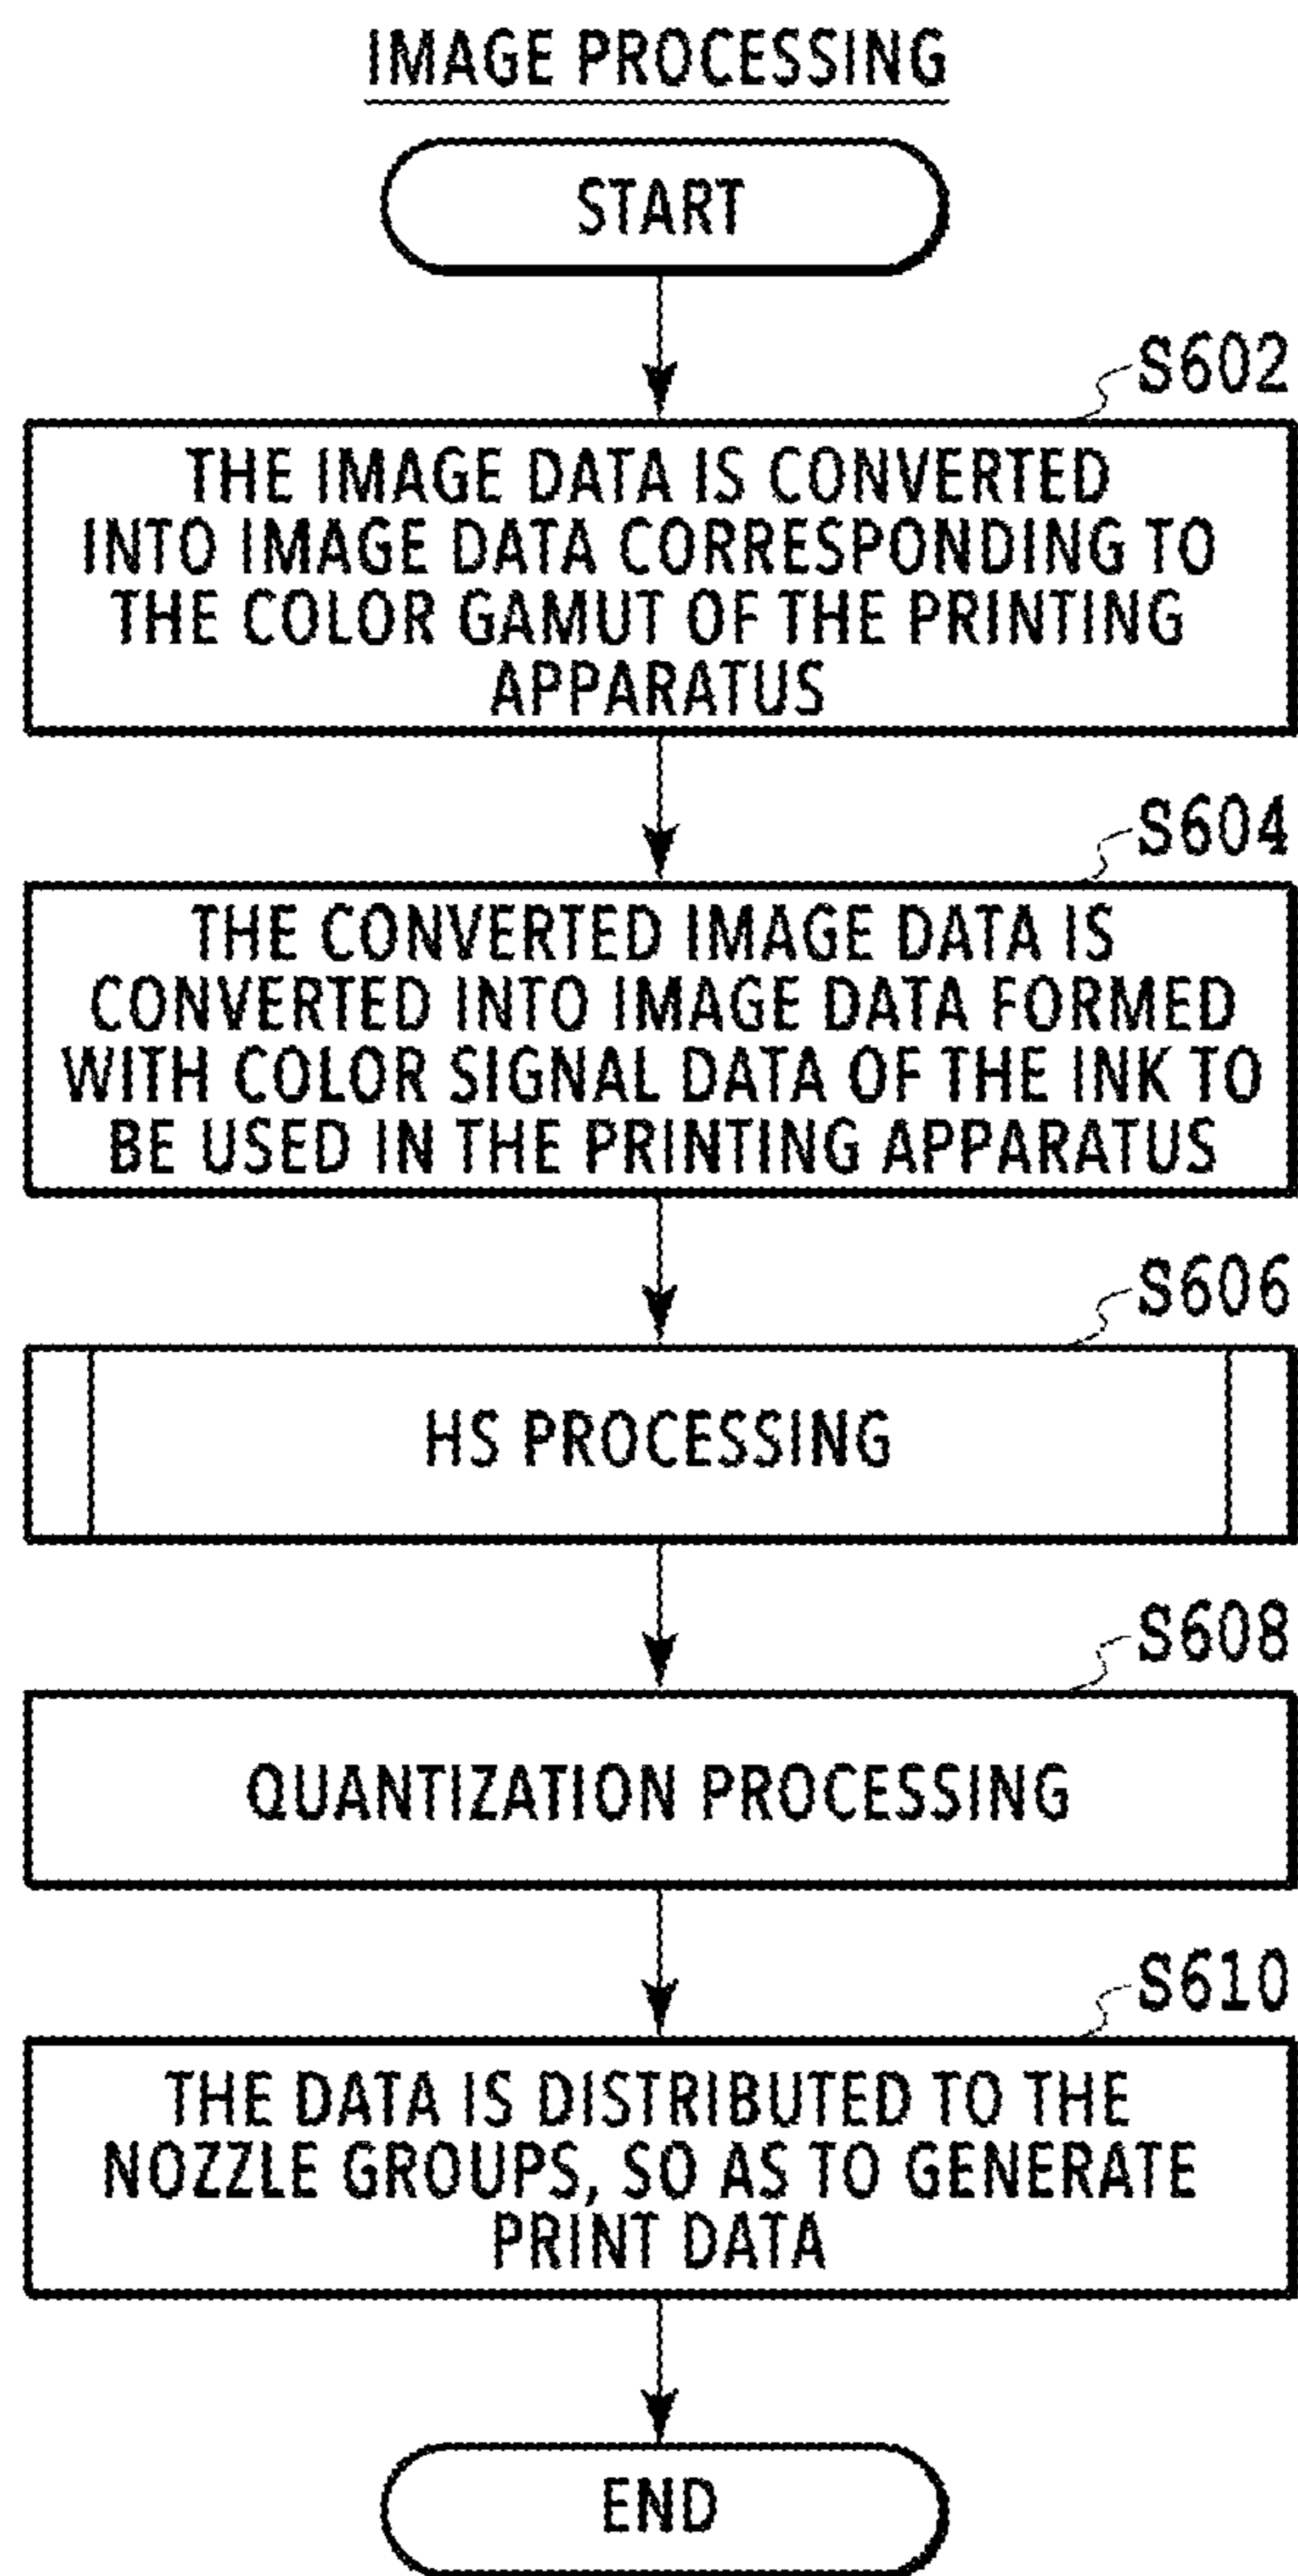 IMAGE PROCESSING
START
S602
THE IMAGE DATA IS CONVERTED
INTO IMAGE DATA CORRESPONDING TO
THE COLOR GAMUT OF THE PRINTING
APPARATUS
S604
THE CONVERTED IMAGE DATA IS
CONVERTED INTO IMAGE DATA FORMED
WITH COLOR SIGNAL DATA OF THE INK TO
BE USED IN THE PRINTING APPARATUS
S606
HS PROCESSING
S608
QUANTIZATION PROCESSING
S610
THE DATA IS DISTRIBUTED TO THE
NOZZLE GROUPS, SO AS TO GENERATE
PRINT DATA
END